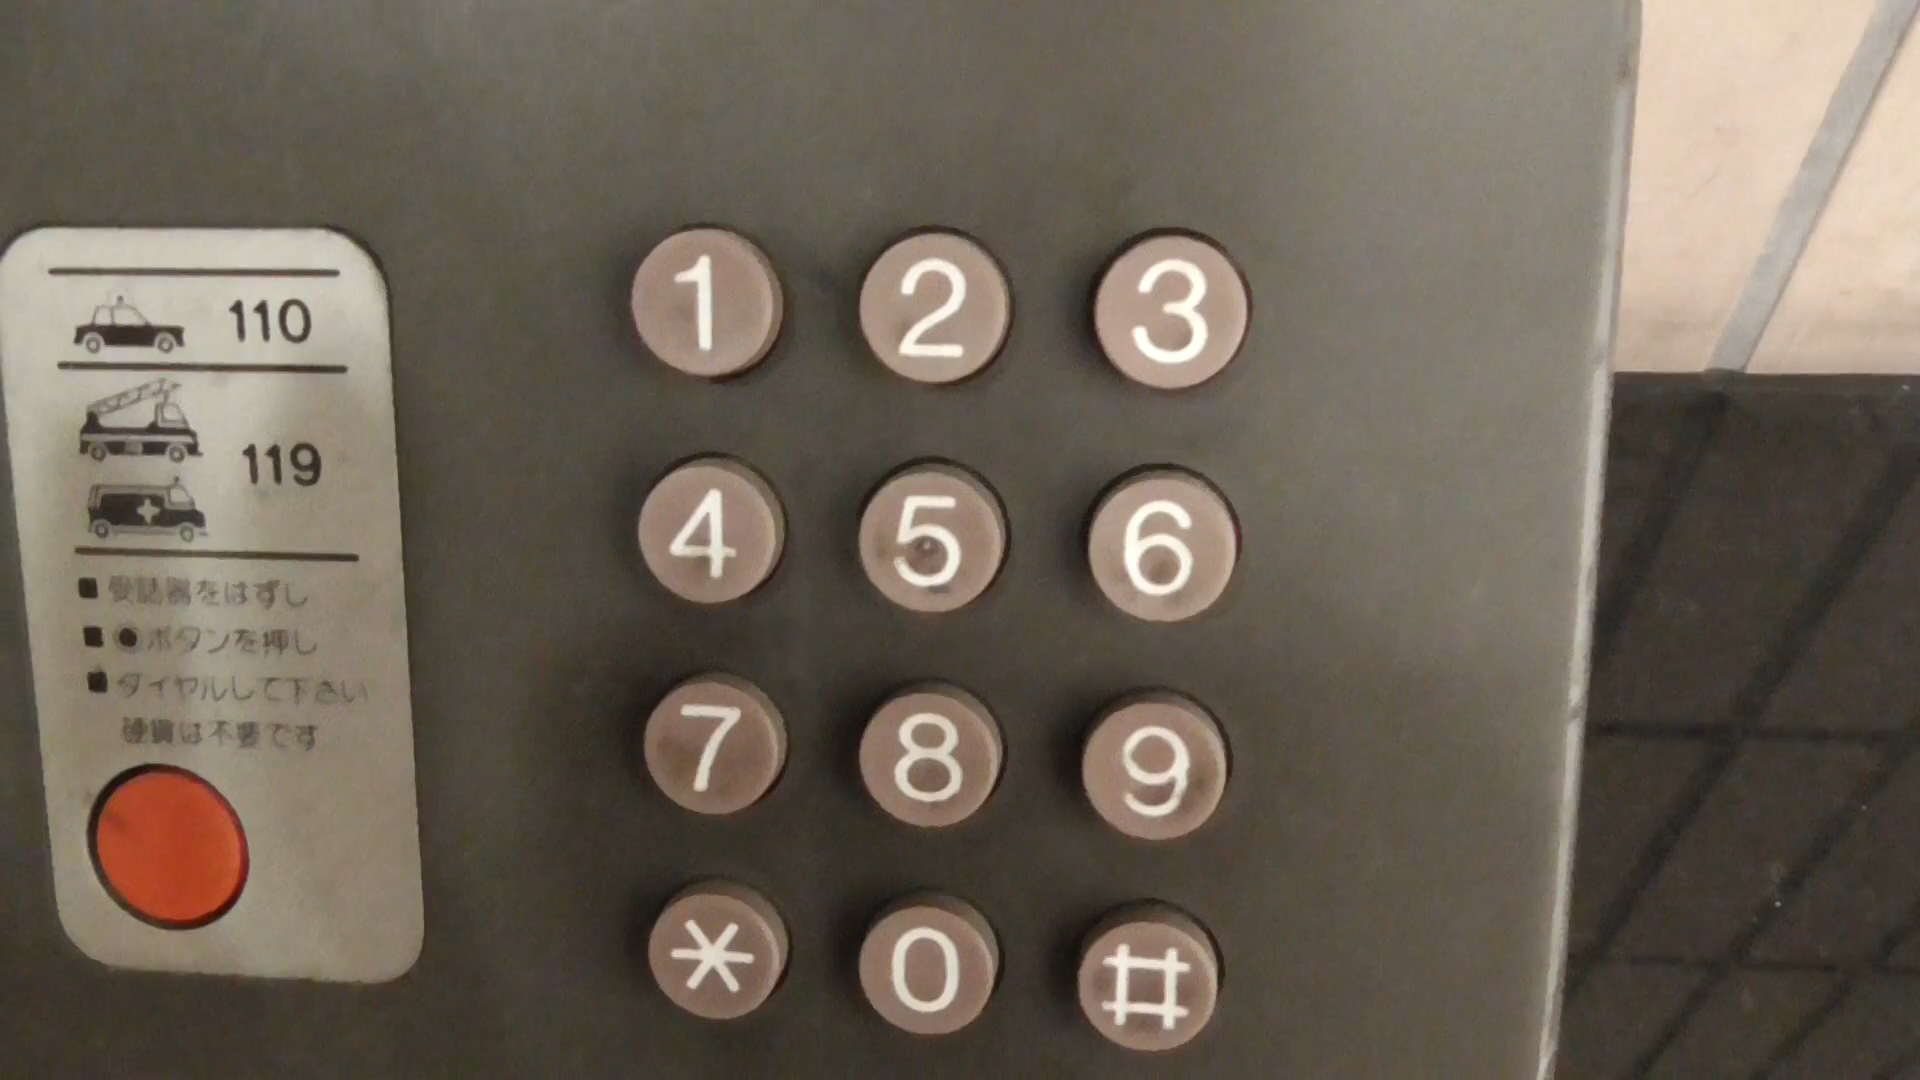 110
119
■ 受話器をはずし
■ ●ボタンを押し
■ ダイヤルして下さい
硬貨は不要です
1 2 3
4 5 6
7 8 9
* 0 #